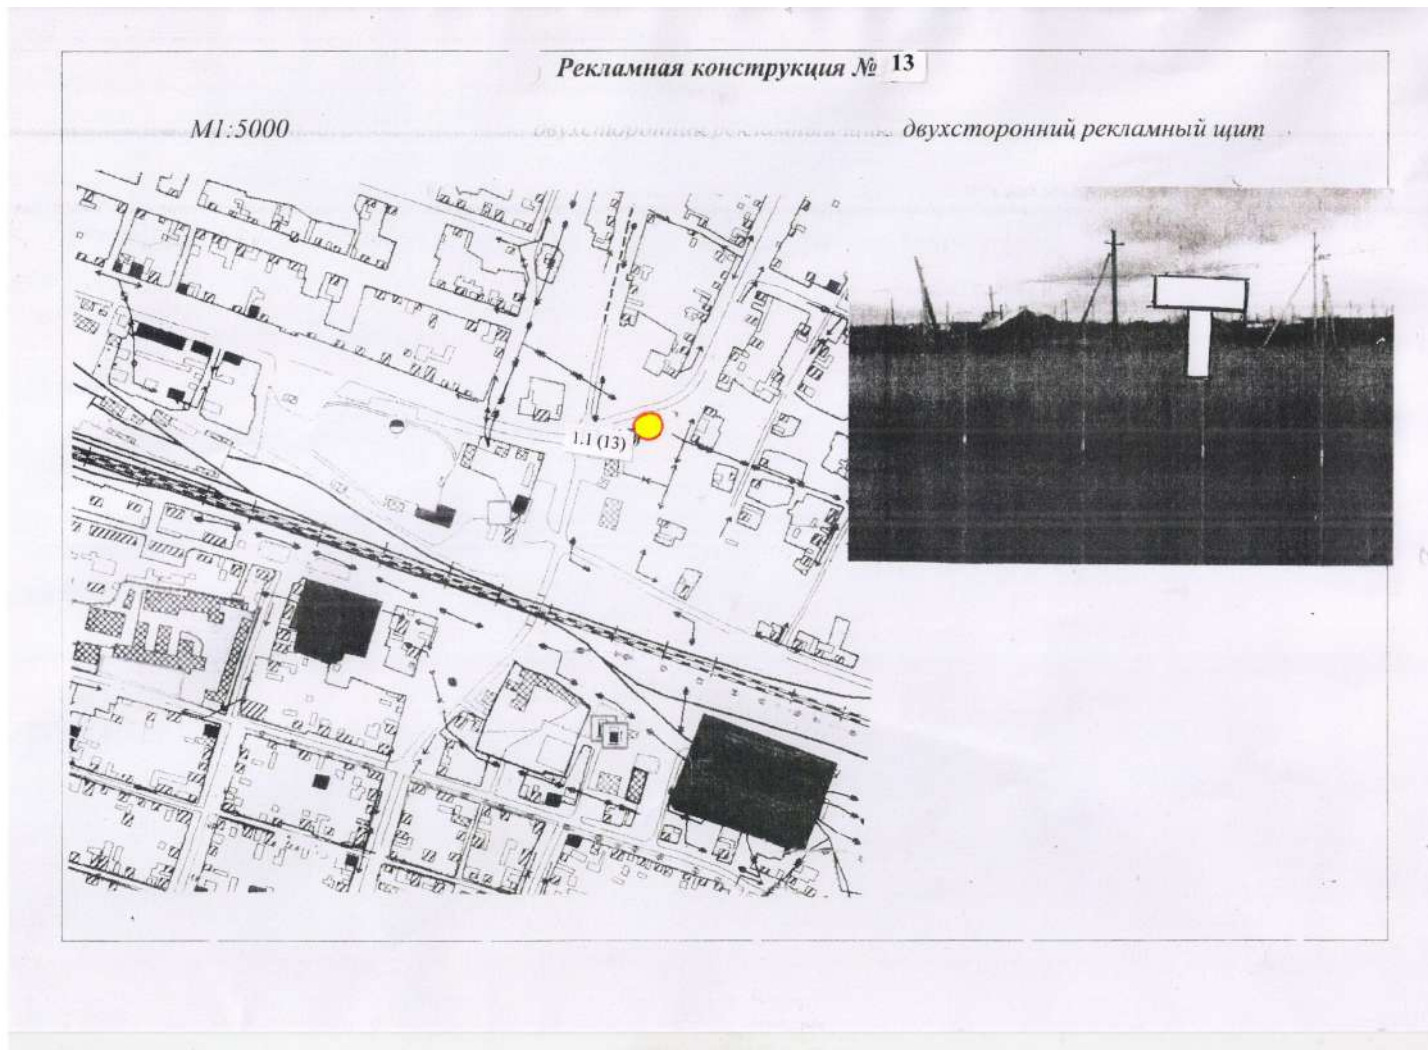 Рекламная конструкция № 13
М1:5000
двухсторонний рекламный щит
1.1 (13)